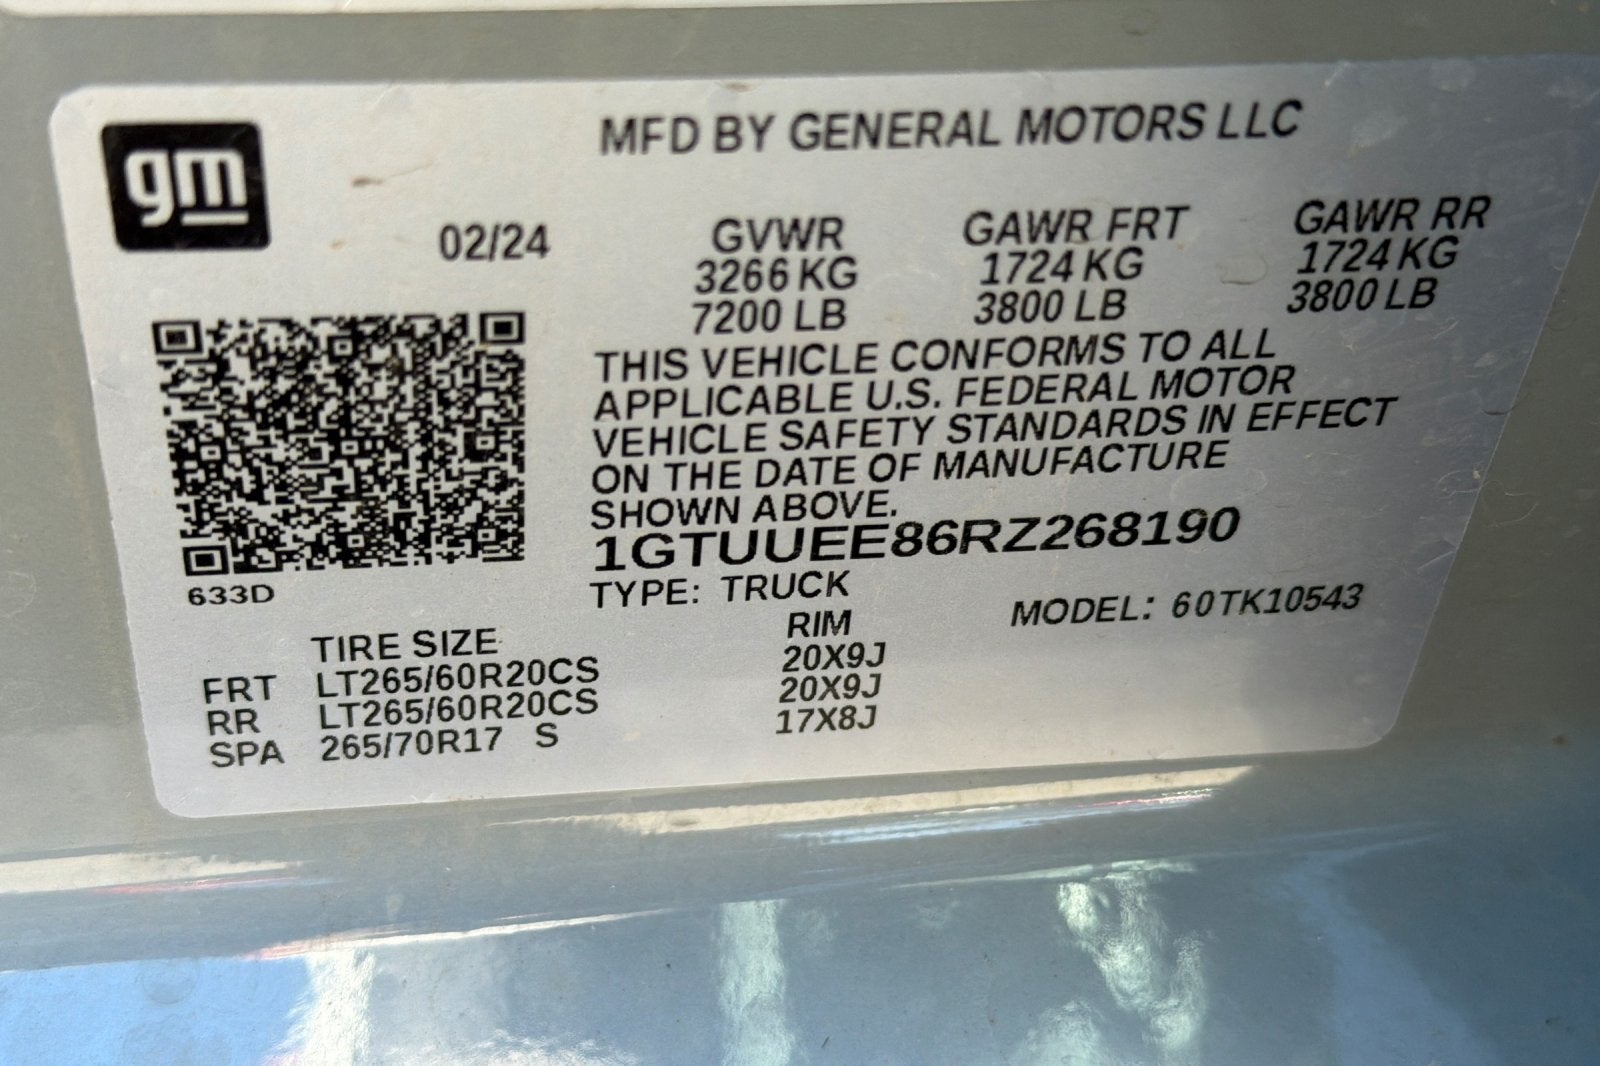 gm
MFD BY GENERAL MOTORS LLC
02/24
GVWR GAWR FRT GAWR RR
3266 KG 1724 KG 1724 KG
7200 LB 3800 LB 3800 LB
THIS VEHICLE CONFORMS TO ALL
APPLICABLE U.S. FEDERAL MOTOR
VEHICLE SAFETY STANDARDS IN EFFECT
ON THE DATE OF MANUFACTURE
SHOWN ABOVE.
1GTUUEE86RZ268190
633D
TYPE: TRUCK MODEL: 60TK10543
TIRE SIZE RIM
FRT LT265/60R20CS 20X9J
RR LT265/60R20CS 20X9J
SPA 265/70R17 S 17X8J